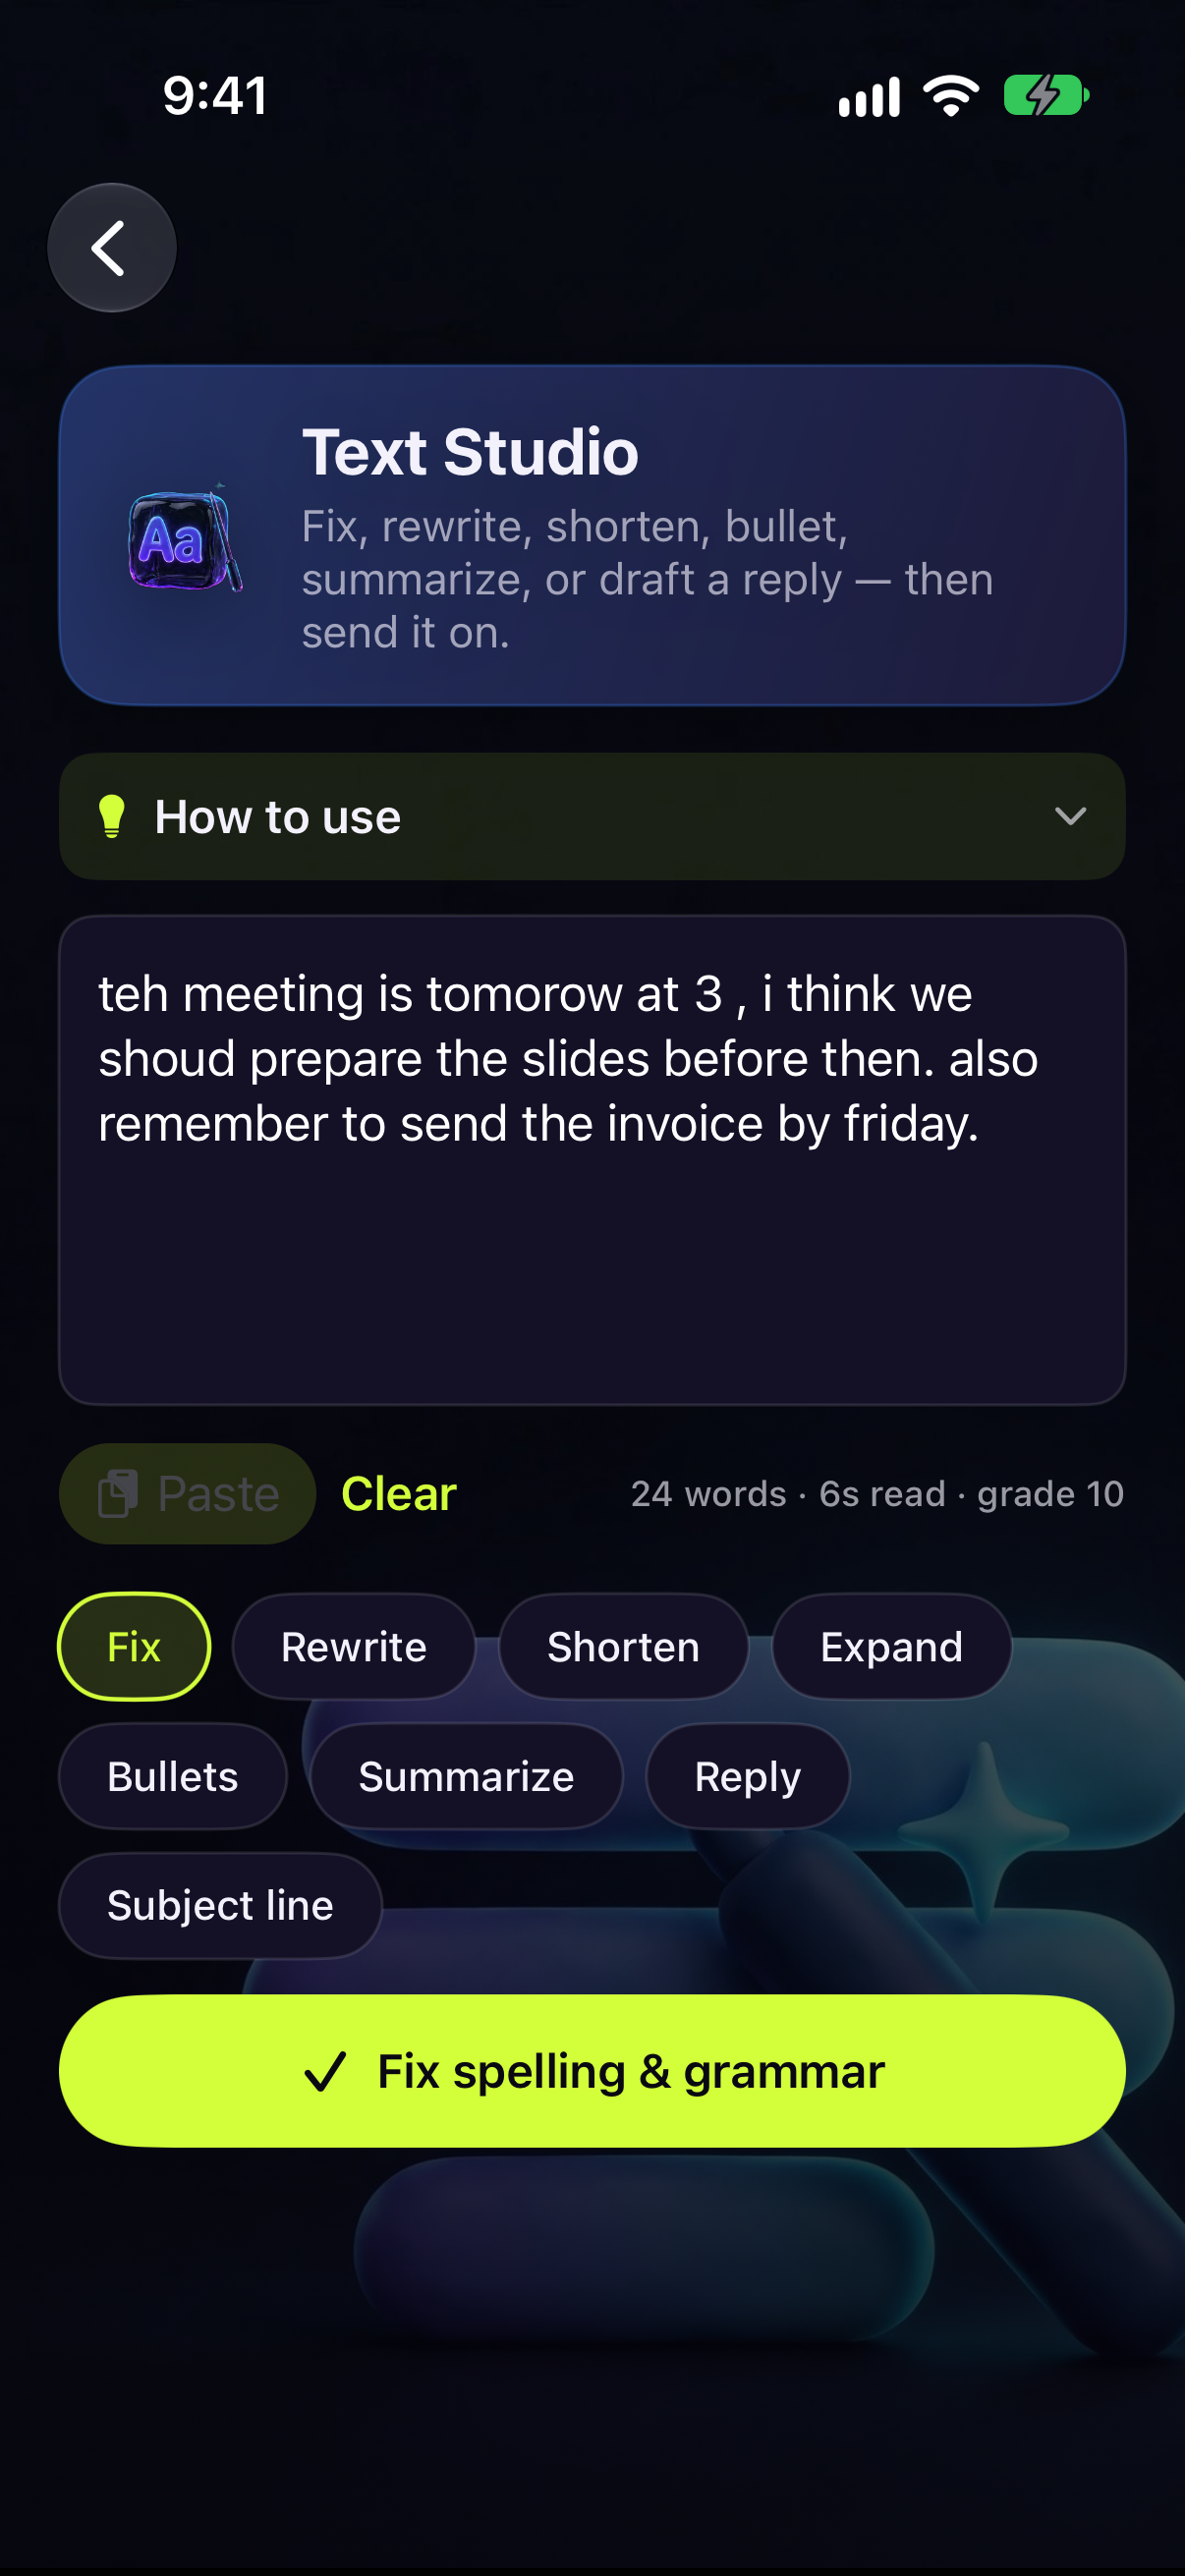 9:41
Text Studio
Aa
Fix, rewrite, shorten, bullet,
summarize, or draft a reply — then
send it on.
How to use
teh meeting is tomorow at 3 , i think we
shoud prepare the slides before then. also
remember to send the invoice by friday.
Paste Clear 24 words · 6s read · grade 10
Fix Rewrite Shorten Expand
Bullets Summarize Reply
Subject line
Fix spelling & grammar